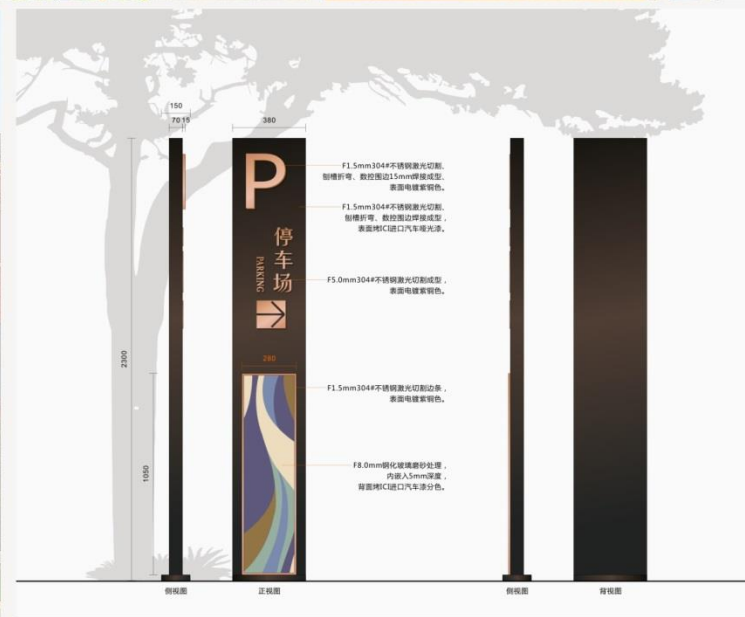 150
70 15
380
P
停车场
PARKING
280
2300
1050
F1.5mm304#不锈钢激光切割、
刨槽折弯、数控围边15mm焊接成型、
表面电镀紫铜色。
F1.5mm304#不锈钢激光切割、
刨槽折弯、数控围边焊接成型，
表面烤ICI进口汽车哑光漆。
F5.0mm304#不锈钢激光切割成型，
表面电镀紫铜色。
F1.5mm304#不锈钢激光切割边条，
表面电镀紫铜色。
F8.0mm钢化玻璃磨砂处理，
内嵌入5mm深度，
背面烤ICI进口汽车漆分色。
侧视图
正视图
侧视图
背视图